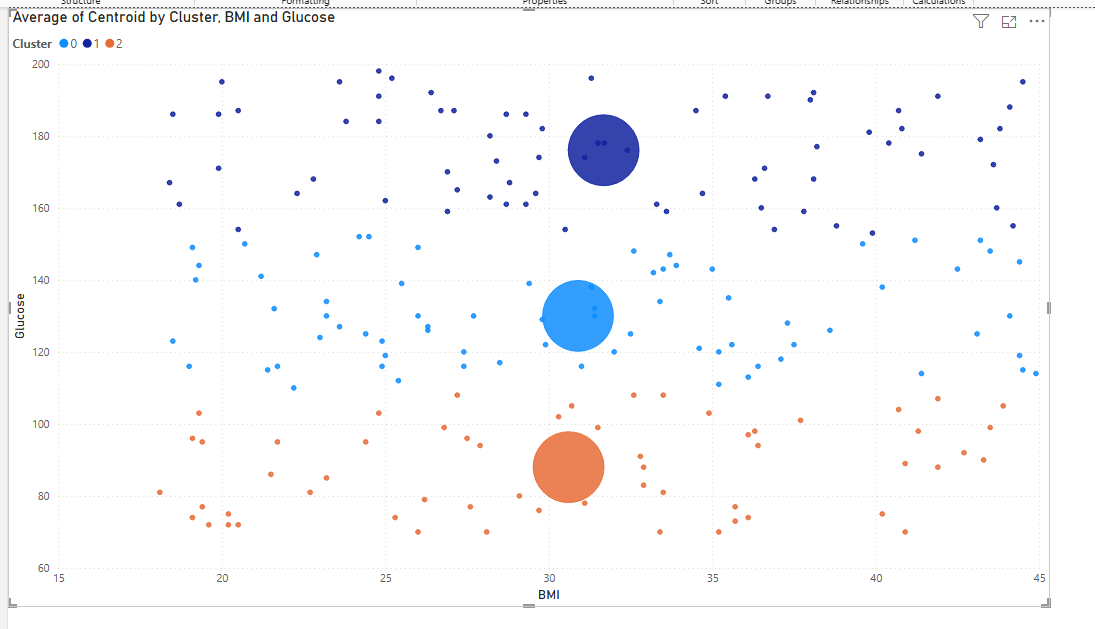 Structure Formatting Properties Sort Groups Relationships Calculations
Average of Centroid by Cluster, BMI and Glucose
Cluster 0 1 2
200
180
160
140
Glucose
120
100
80
60
15 20 25 30 35 40 45
BMI